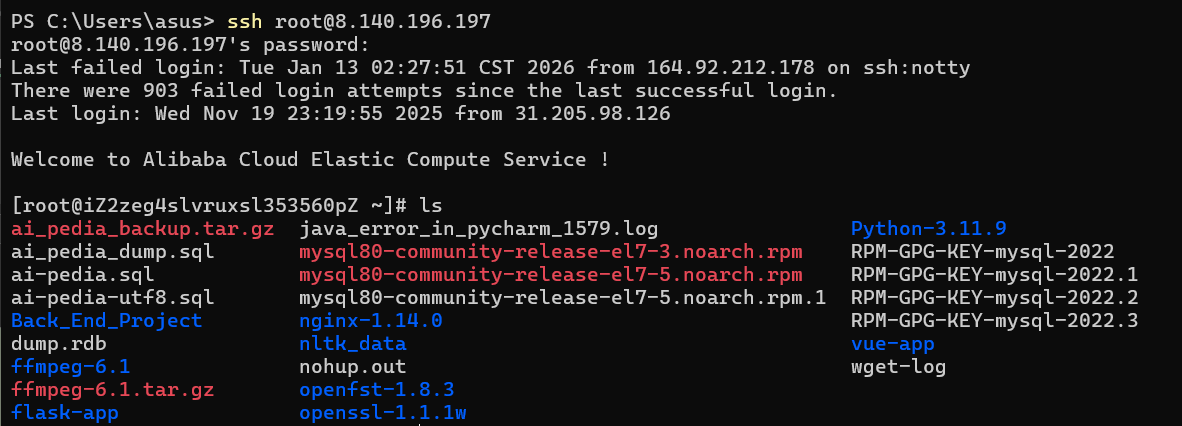 PS C:\Users\asus> ssh root@8.140.196.197
root@8.140.196.197's password:
Last failed login: Tue Jan 13 02:27:51 CST 2026 from 164.92.212.178 on ssh:notty
There were 903 failed login attempts since the last successful login.
Last login: Wed Nov 19 23:19:55 2025 from 31.205.98.126
Welcome to Alibaba Cloud Elastic Compute Service !
[root@iZ2zeg4slvruxsl353560pZ ~]# ls
ai_pedia_backup.tar.gz  java_error_in_pycharm_1579.log  Python-3.11.9
ai_pedia_dump.sql  mysql80-community-release-el7-3.noarch.rpm  RPM-GPG-KEY-mysql-2022
ai-pedia.sql  mysql80-community-release-el7-5.noarch.rpm  RPM-GPG-KEY-mysql-2022.1
ai-pedia-utf8.sql  mysql80-community-release-el7-5.noarch.rpm.1  RPM-GPG-KEY-mysql-2022.2
Back_End_Project  nginx-1.14.0  RPM-GPG-KEY-mysql-2022.3
dump.rdb  nltk_data  vue-app
ffmpeg-6.1  nohup.out  wget-log
ffmpeg-6.1.tar.gz  openfst-1.8.3
flask-app  openssl-1.1.1w